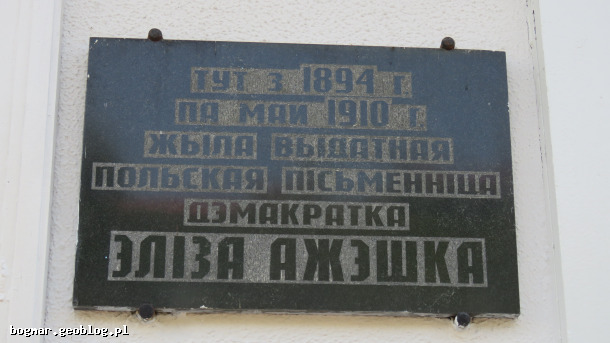 ТУТ З 1894 Г.
ПА МАЙ 1910 Г.
ЖЫЛА ВЫДАТНАЯ
ПОЛЬСКАЯ ПІСЬМЕННІЦА
ДЭМАКРАТКА
ЭЛІЗА АЖЭШКА
bognar.geoblog.pl